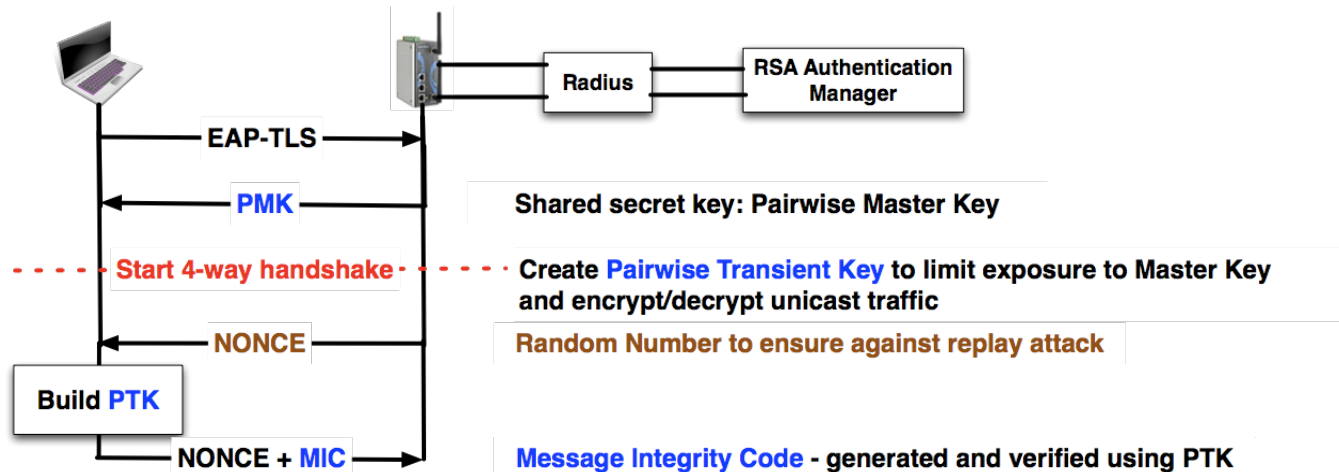 Radius
RSA Authentication
Manager
EAP-TLS
PMK
Shared secret key: Pairwise Master Key
Start 4-way handshake
Create Pairwise Transient Key to limit exposure to Master Key
and encrypt/decrypt unicast traffic
NONCE
Random Number to ensure against replay attack
Build PTK
NONCE + MIC
Message Integrity Code - generated and verified using PTK